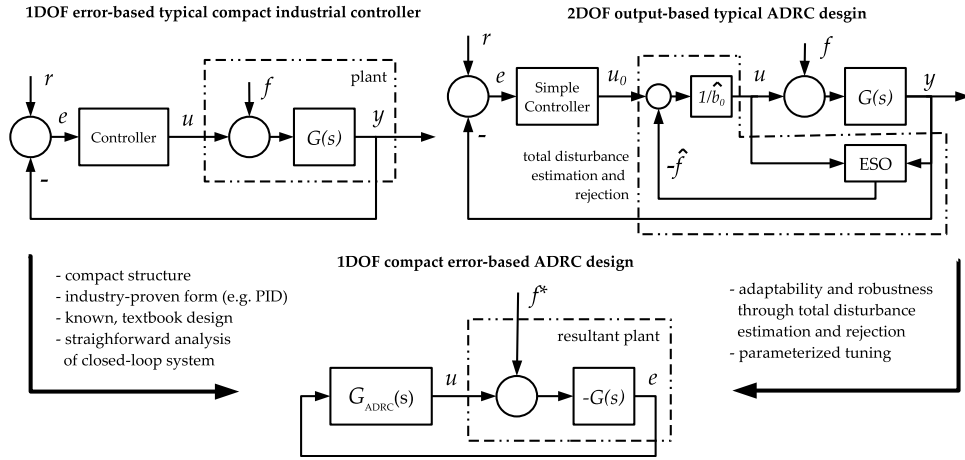 1DOF error-based typical compact industrial controller
r
e
Controller
u
plant
f
G(s)
y
-
2DOF output-based typical ADRC desgin
r
e
Simple
Controller
u₀
1/b̂₀
u
f
G(s)
y
-
total disturbance
estimation and
rejection
-f̂
ESO
- compact structure
- industry-proven form (e.g. PID)
- known, textbook design
- straighforward analysis
of closed-loop system
1DOF compact error-based ADRC design
f*
resultant plant
G_ADRC(s)
u
-G(s)
e
- adaptability and robustness
through total disturbance
estimation and rejection
- parameterized tuning